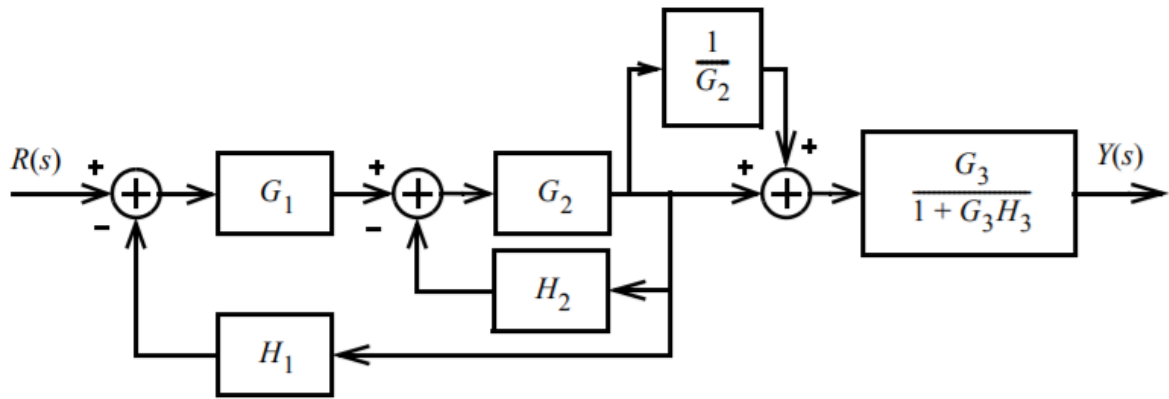 1
G2
R(s)
+
+
G1
+
+
G2
+
+
+
G3
1 + G3H3
Y(s)
-
-
H2
H1